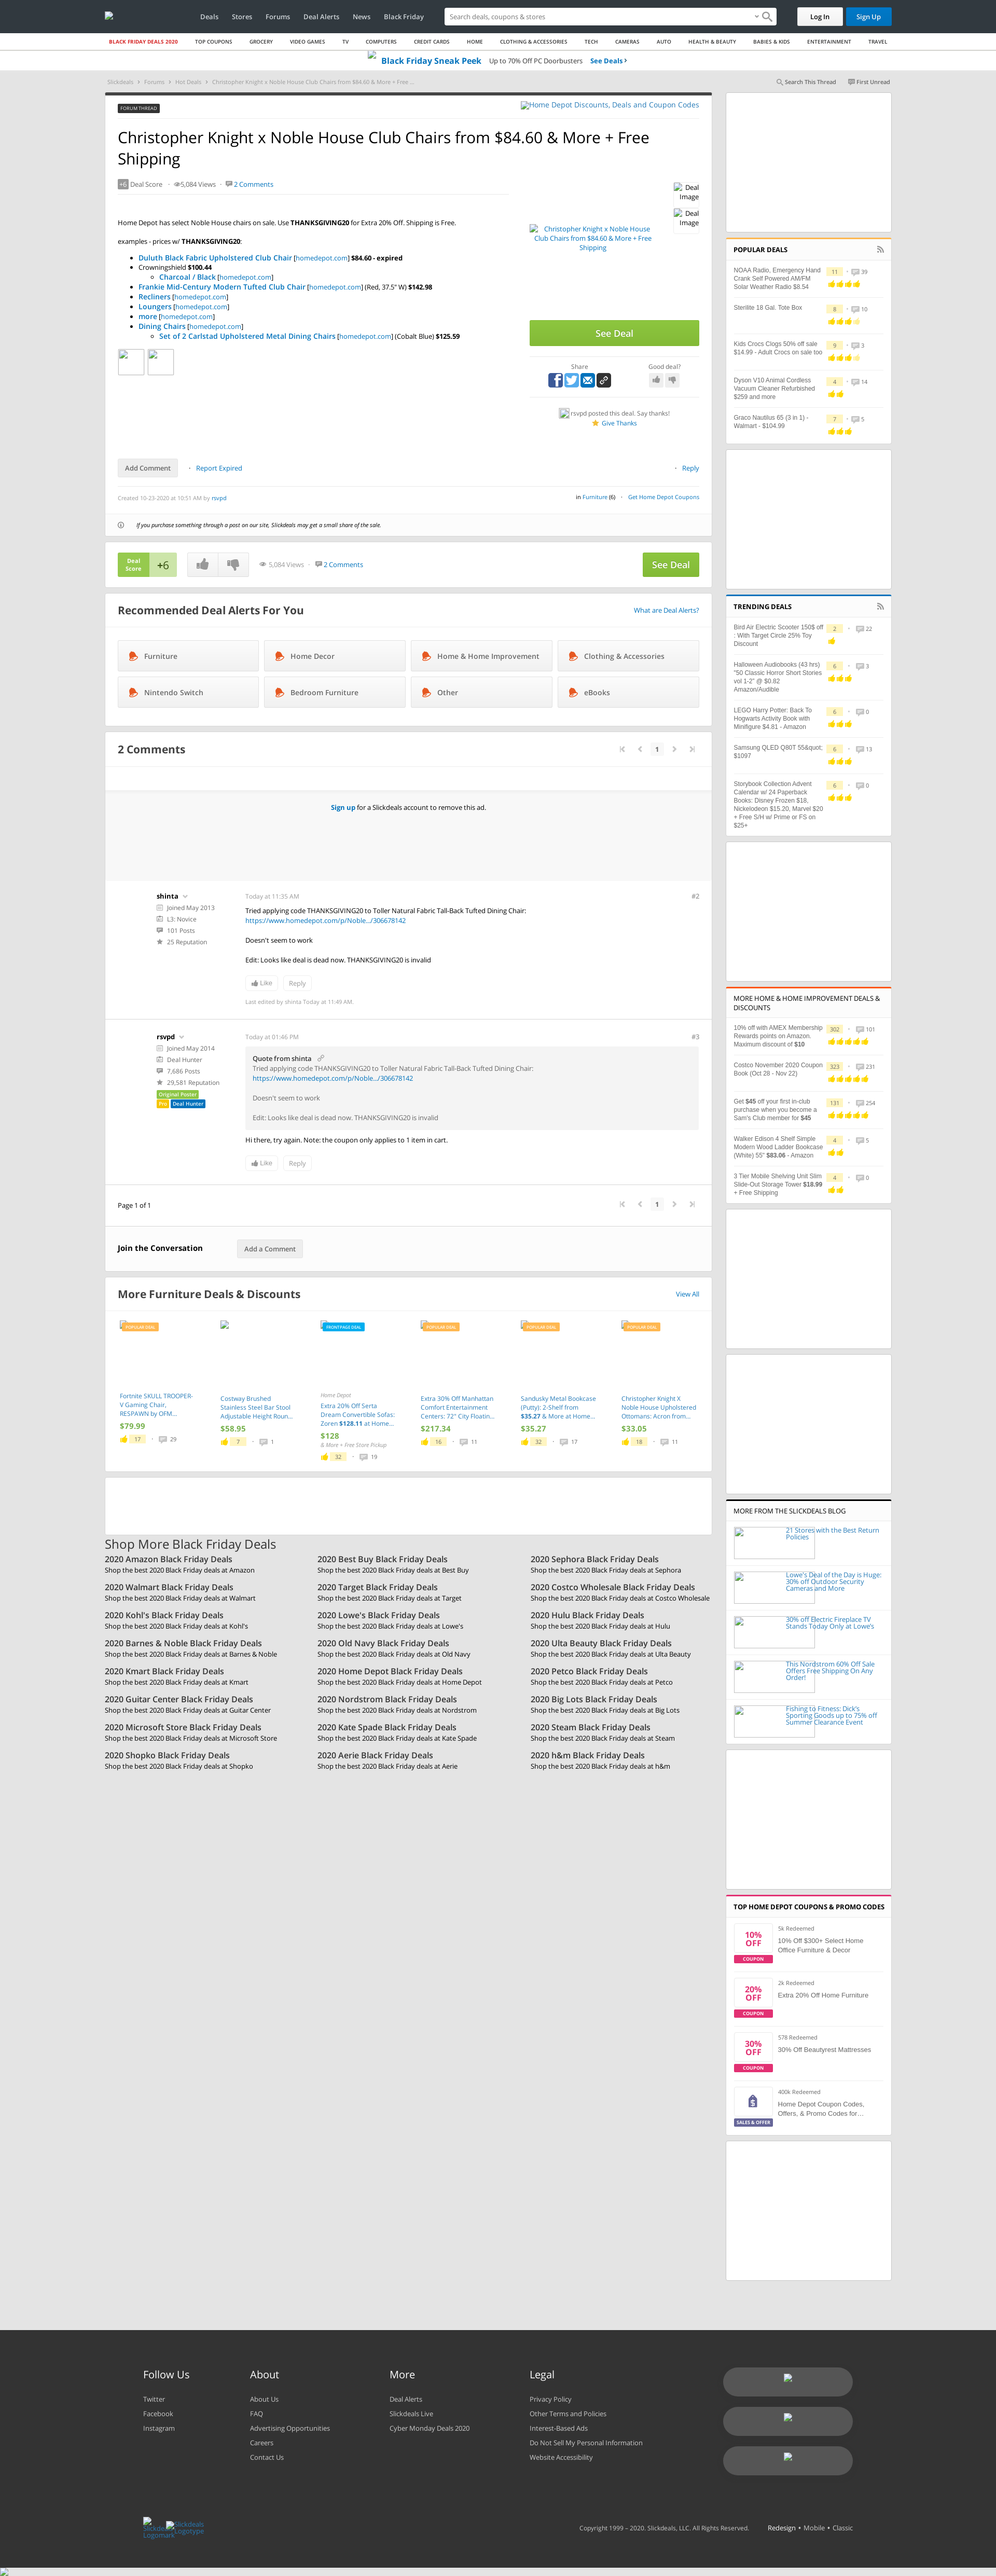 Deals
Stores
Forums
Deal Alerts
News
Black Friday
Search deals, coupons & stores
Log In
Sign Up
BLACK FRIDAY DEALS 2020
TOP COUPONS
GROCERY
VIDEO GAMES
TV
COMPUTERS
CREDIT CARDS
HOME
CLOTHING & ACCESSORIES
TECH
CAMERAS
AUTO
HEALTH & BEAUTY
BABIES & KIDS
ENTERTAINMENT
TRAVEL
Black Friday Sneak Peek Up to 70% Off PC Doorbusters See Deals ›
Slickdeals › Forums › Hot Deals › Christopher Knight x Noble House Club Chairs from $84.60 & More + Free ...
Search This Thread
First Unread
FORUM THREAD
Home Depot Discounts, Deals and Coupon Codes
Christopher Knight x Noble House Club Chairs from $84.60 & More + Free
Shipping
+6 Deal Score · 5,084 Views · 2 Comments
Home Depot has select Noble House chairs on sale. Use THANKSGIVING20 for Extra 20% Off. Shipping is Free.
examples - prices w/ THANKSGIVING20:
• Duluth Black Fabric Upholstered Club Chair [homedepot.com] $84.60 - expired
• Crowningshield $100.44
○ Charcoal / Black [homedepot.com]
• Frankie Mid-Century Modern Tufted Club Chair [homedepot.com] (Red, 37.5" W) $142.98
• Recliners [homedepot.com]
• Loungers [homedepot.com]
• more [homedepot.com]
• Dining Chairs [homedepot.com]
○ Set of 2 Carlstad Upholstered Metal Dining Chairs [homedepot.com] (Cobalt Blue) $125.59
Christopher Knight x Noble House
Club Chairs from $84.60 & More + Free
Shipping
Deal
Image
Deal
Image
See Deal
Share
Good deal?
rsvpd posted this deal. Say thanks!
Give Thanks
Add Comment
· Report Expired
· Reply
Created 10-23-2020 at 10:51 AM by rsvpd
in Furniture (6) · Get Home Depot Coupons
If you purchase something through a post on our site, Slickdeals may get a small share of the sale.
Deal
Score
+6
5,084 Views · 2 Comments
See Deal
Recommended Deal Alerts For You
What are Deal Alerts?
Furniture
Home Decor
Home & Home Improvement
Clothing & Accessories
Nintendo Switch
Bedroom Furniture
Other
eBooks
2 Comments
1
Sign up for a Slickdeals account to remove this ad.
shinta
Joined May 2013
L3: Novice
101 Posts
25 Reputation
Today at 11:35 AM
#2
Tried applying code THANKSGIVING20 to Toller Natural Fabric Tall-Back Tufted Dining Chair:
https://www.homedepot.com/p/Noble.../306678142
Doesn't seem to work
Edit: Looks like deal is dead now. THANKSGIVING20 is invalid
Like
Reply
Last edited by shinta Today at 11:49 AM.
rsvpd
Joined May 2014
Deal Hunter
7,686 Posts
29,581 Reputation
Original Poster
Pro Deal Hunter
Today at 01:46 PM
#3
Quote from shinta
Tried applying code THANKSGIVING20 to Toller Natural Fabric Tall-Back Tufted Dining Chair:
https://www.homedepot.com/p/Noble.../306678142
Doesn't seem to work
Edit: Looks like deal is dead now. THANKSGIVING20 is invalid
Hi there, try again. Note: the coupon only applies to 1 item in cart.
Like
Reply
Page 1 of 1
1
Join the Conversation
Add a Comment
More Furniture Deals & Discounts
View All
POPULAR DEAL
Fortnite SKULL TROOPER-
V Gaming Chair,
RESPAWN by OFM...
$79.99
17 · 29
Costway Brushed
Stainless Steel Bar Stool
Adjustable Height Roun...
$58.95
7 · 1
FRONTPAGE DEAL
Home Depot
Extra 20% Off Serta
Dream Convertible Sofas:
Zoren $128.11 at Home...
$128
& More + Free Store Pickup
32 · 19
POPULAR DEAL
Extra 30% Off Manhattan
Comfort Entertainment
Centers: 72" City Floatin...
$217.34
16 · 11
POPULAR DEAL
Sandusky Metal Bookcase
(Putty): 2-Shelf from
$35.27 & More at Home...
$35.27
32 · 17
POPULAR DEAL
Christopher Knight X
Noble House Upholstered
Ottomans: Acron from...
$33.05
18 · 11
Shop More Black Friday Deals
2020 Amazon Black Friday Deals
Shop the best 2020 Black Friday deals at Amazon
2020 Best Buy Black Friday Deals
Shop the best 2020 Black Friday deals at Best Buy
2020 Sephora Black Friday Deals
Shop the best 2020 Black Friday deals at Sephora
2020 Walmart Black Friday Deals
Shop the best 2020 Black Friday deals at Walmart
2020 Target Black Friday Deals
Shop the best 2020 Black Friday deals at Target
2020 Costco Wholesale Black Friday Deals
Shop the best 2020 Black Friday deals at Costco Wholesale
2020 Kohl's Black Friday Deals
Shop the best 2020 Black Friday deals at Kohl's
2020 Lowe's Black Friday Deals
Shop the best 2020 Black Friday deals at Lowe's
2020 Hulu Black Friday Deals
Shop the best 2020 Black Friday deals at Hulu
2020 Barnes & Noble Black Friday Deals
Shop the best 2020 Black Friday deals at Barnes & Noble
2020 Old Navy Black Friday Deals
Shop the best 2020 Black Friday deals at Old Navy
2020 Ulta Beauty Black Friday Deals
Shop the best 2020 Black Friday deals at Ulta Beauty
2020 Kmart Black Friday Deals
Shop the best 2020 Black Friday deals at Kmart
2020 Home Depot Black Friday Deals
Shop the best 2020 Black Friday deals at Home Depot
2020 Petco Black Friday Deals
Shop the best 2020 Black Friday deals at Petco
2020 Guitar Center Black Friday Deals
Shop the best 2020 Black Friday deals at Guitar Center
2020 Nordstrom Black Friday Deals
Shop the best 2020 Black Friday deals at Nordstrom
2020 Big Lots Black Friday Deals
Shop the best 2020 Black Friday deals at Big Lots
2020 Microsoft Store Black Friday Deals
Shop the best 2020 Black Friday deals at Microsoft Store
2020 Kate Spade Black Friday Deals
Shop the best 2020 Black Friday deals at Kate Spade
2020 Steam Black Friday Deals
Shop the best 2020 Black Friday deals at Steam
2020 Shopko Black Friday Deals
Shop the best 2020 Black Friday deals at Shopko
2020 Aerie Black Friday Deals
Shop the best 2020 Black Friday deals at Aerie
2020 h&m Black Friday Deals
Shop the best 2020 Black Friday deals at h&m
POPULAR DEALS
NOAA Radio, Emergency Hand
Crank Self Powered AM/FM
Solar Weather Radio $8.54
11 · 39
Sterilite 18 Gal. Tote Box
8 · 10
Kids Crocs Clogs 50% off sale
$14.99 - Adult Crocs on sale too
9 · 3
Dyson V10 Animal Cordless
Vacuum Cleaner Refurbished
$259 and more
4 · 14
Graco Nautilus 65 (3 in 1) -
Walmart - $104.99
7 · 5
TRENDING DEALS
Bird Air Electric Scooter 150$ off
: With Target Circle 25% Toy
Discount
2 · 22
Halloween Audiobooks (43 hrs)
"50 Classic Horror Short Stories
vol 1-2" @ $0.82
Amazon/Audible
6 · 3
LEGO Harry Potter: Back To
Hogwarts Activity Book with
Minifigure $4.81 - Amazon
6 · 0
Samsung QLED Q80T 55&quot;
$1097
6 · 13
Storybook Collection Advent
Calendar w/ 24 Paperback
Books: Disney Frozen $18,
Nickelodeon $15.20, Marvel $20
+ Free S/H w/ Prime or FS on
$25+
6 · 0
MORE HOME & HOME IMPROVEMENT DEALS &
DISCOUNTS
10% off with AMEX Membership
Rewards points on Amazon.
Maximum discount of $10
302 · 101
Costco November 2020 Coupon
Book (Oct 28 - Nov 22)
323 · 231
Get $45 off your first in-club
purchase when you become a
Sam's Club member for $45
131 · 254
Walker Edison 4 Shelf Simple
Modern Wood Ladder Bookcase
(White) 55" $83.06 - Amazon
4 · 5
3 Tier Mobile Shelving Unit Slim
Slide-Out Storage Tower $18.99
+ Free Shipping
4 · 0
MORE FROM THE SLICKDEALS BLOG
21 Stores with the Best Return
Policies
Lowe's Deal of the Day is Huge:
30% off Outdoor Security
Cameras and More
30% off Electric Fireplace TV
Stands Today Only at Lowe's
This Nordstrom 60% Off Sale
Offers Free Shipping On Any
Order!
Fishing to Fitness: Dick's
Sporting Goods up to 75% off
Summer Clearance Event
TOP HOME DEPOT COUPONS & PROMO CODES
10%
OFF
COUPON
5k Redeemed
10% Off $300+ Select Home
Office Furniture & Decor
20%
OFF
COUPON
2k Redeemed
Extra 20% Off Home Furniture
30%
OFF
COUPON
578 Redeemed
30% Off Beautyrest Mattresses
SALES & OFFER
400k Redeemed
Home Depot Coupon Codes,
Offers, & Promo Codes for...
Follow Us
Twitter
Facebook
Instagram
About
About Us
FAQ
Advertising Opportunities
Careers
Contact Us
More
Deal Alerts
Slickdeals Live
Cyber Monday Deals 2020
Legal
Privacy Policy
Other Terms and Policies
Interest-Based Ads
Do Not Sell My Personal Information
Website Accessibility
Slickdeals
Logomark
Slickdeals
Logotype
Copyright 1999 – 2020. Slickdeals, LLC. All Rights Reserved.
Redesign • Mobile • Classic